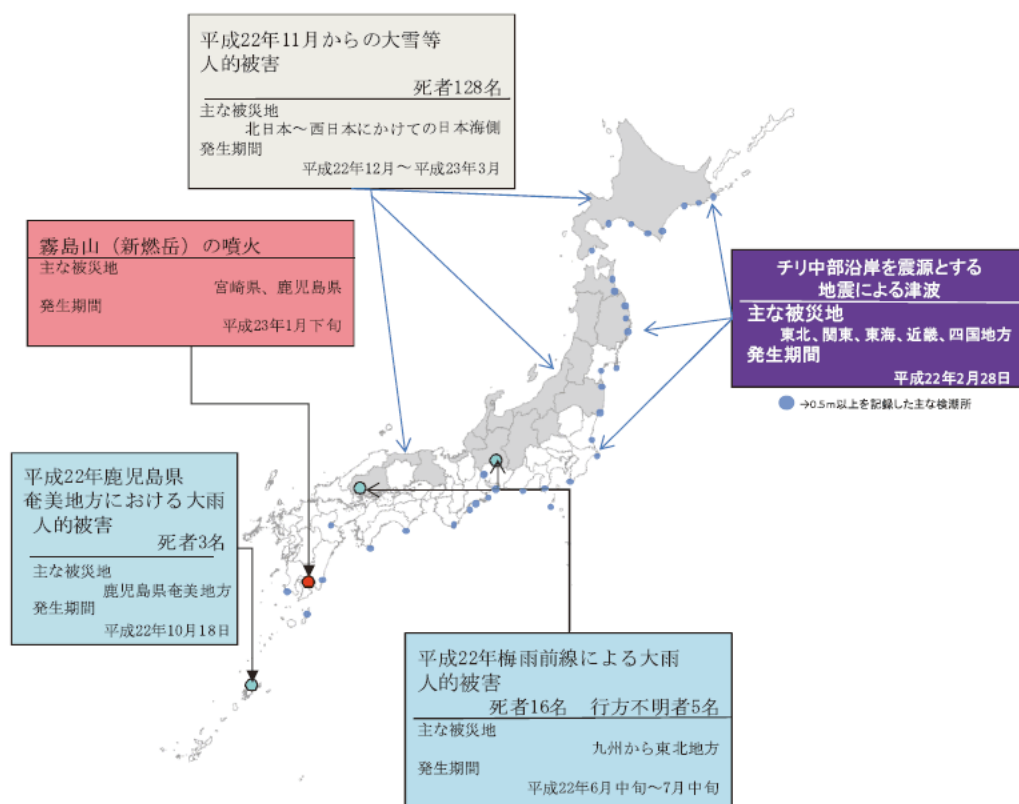 平成22年11月からの大雪等
人的被害
死者128名
主な被災地
北日本～西日本にかけての日本海側
発生期間
平成22年12月～平成23年3月
霧島山（新燃岳）の噴火
主な被災地
宮崎県、鹿児島県
発生期間
平成23年1月下旬
チリ中部沿岸を震源とする
地震による津波
主な被災地
東北、関東、東海、近畿、四国地方
発生期間
平成22年2月28日
→0.5m以上を記録した主な検潮所
平成22年鹿児島県
奄美地方における大雨
人的被害
死者3名
主な被災地
鹿児島県奄美地方
発生期間
平成22年10月18日
平成22年梅雨前線による大雨
人的被害
死者16名 行方不明者5名
主な被災地
九州から東北地方
発生期間
平成22年6月中旬～7月中旬